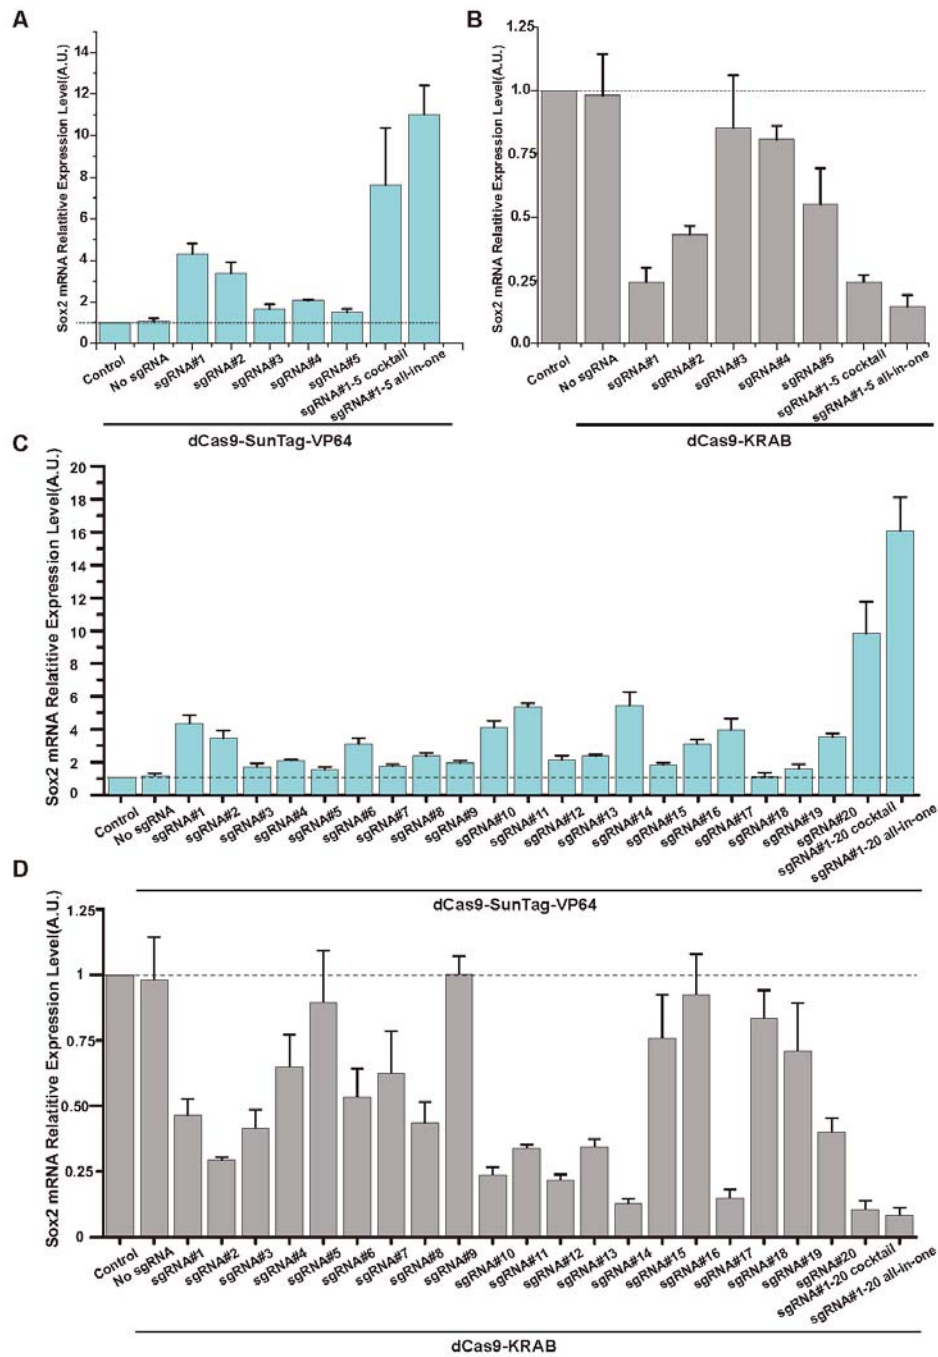 A
Sox2 mRNA Relatitive Expression Level(A.U.)
14
12
10
8
6
4
2
0
Control
No sgRNA
sgRNA#1
sgRNA#2
sgRNA#3
sgRNA#4
sgRNA#5
sgRNA#1-5 cocktail
sgRNA#1-5 all-in-one
dCas9-SunTag-VP64
B
Sox2 mRNA Relatitive Expression Level(A.U.)
1.25
1.0
0.75
0.5
0.25
0.0
Control
No sgRNA
sgRNA#1
sgRNA#2
sgRNA#3
sgRNA#4
sgRNA#5
sgRNA#1-5 cocktail
sgRNA#1-5 all-in-one
dCas9-KRAB
C
Sox2 mRNA Relatitive Expression Level(A.U.)
20
18
16
14
12
10
8
6
4
2
0
Control
No sgRNA
sgRNA#1
sgRNA#2
sgRNA#3
sgRNA#4
sgRNA#5
sgRNA#6
sgRNA#7
sgRNA#8
sgRNA#9
sgRNA#10
sgRNA#11
sgRNA#12
sgRNA#13
sgRNA#14
sgRNA#15
sgRNA#16
sgRNA#17
sgRNA#18
sgRNA#19
sgRNA#20
sgRNA#1-20 cocktail
sgRNA#1-20 all-in-one
dCas9-SunTag-VP64
D
Sox2 mRNA Relatitive Expression Level(A.U.)
1.25
1
0.75
0.50
0.25
0
Control
No sgRNA
sgRNA#1
sgRNA#2
sgRNA#3
sgRNA#4
sgRNA#5
sgRNA#6
sgRNA#7
sgRNA#8
sgRNA#9
sgRNA#10
sgRNA#11
sgRNA#12
sgRNA#13
sgRNA#14
sgRNA#15
sgRNA#16
sgRNA#17
sgRNA#18
sgRNA#19
sgRNA#20
sgRNA#1-20 cocktail
sgRNA#1-20 all-in-one
dCas9-KRAB